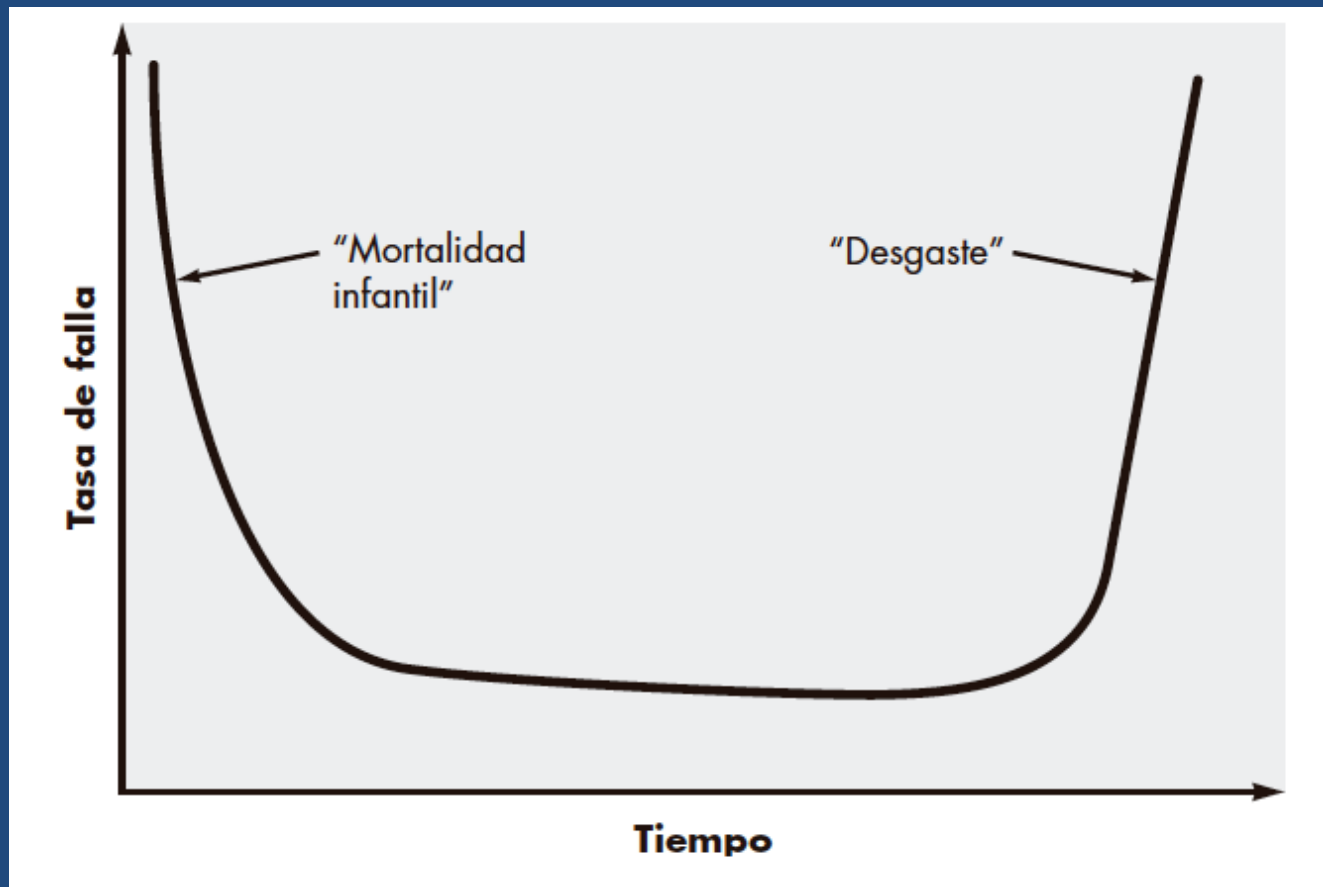 “Mortalidad
infantil”
“Desgaste”
Tasa de falla
Tiempo